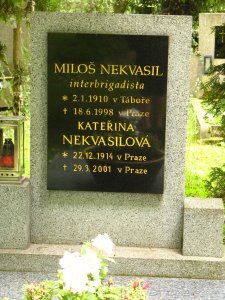 MILOŠ NEKVASIL
interbrigadista
* 2.1.1910 v Táboře
† 18.6.1998 v Praze
KATEŘINA
NEKVASILOVÁ
* 22.12.1914 v Praze
† 29.3.2001 v Praze